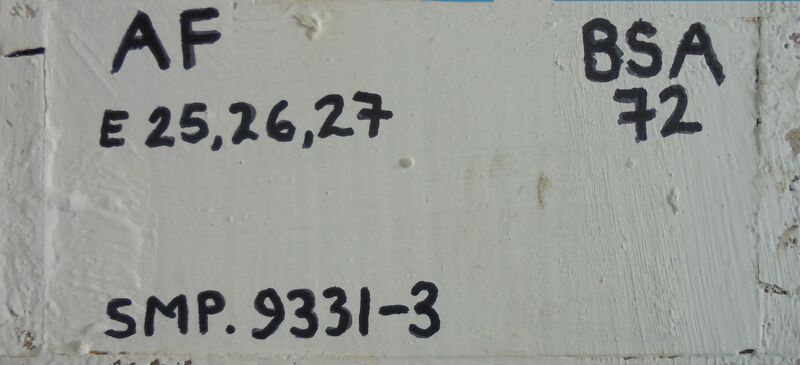 AF
E 25,26,27
BSA
72
SMP. 9331-3